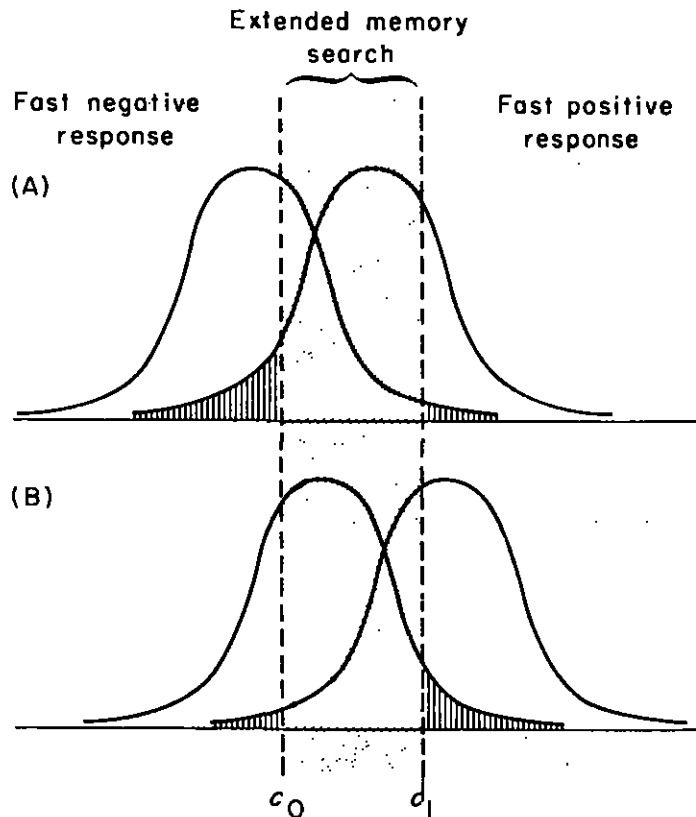 Extended memory
search
Fast negative
response
Fast positive
response
(A)
(B)
c0
c1